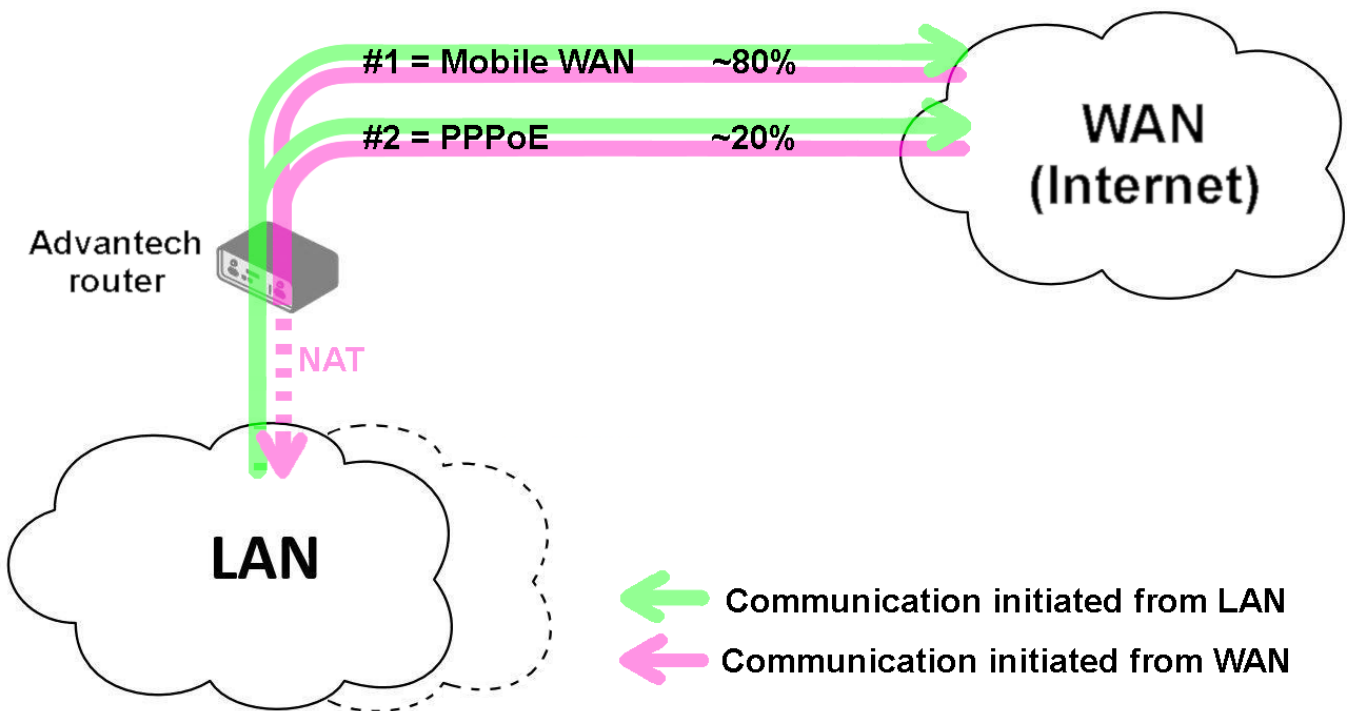 #1 = Mobile WAN ~80%
#2 = PPPoE ~20%
WAN
(Internet)
Advantech
router
NAT
LAN
Communication initiated from LAN
Communication initiated from WAN